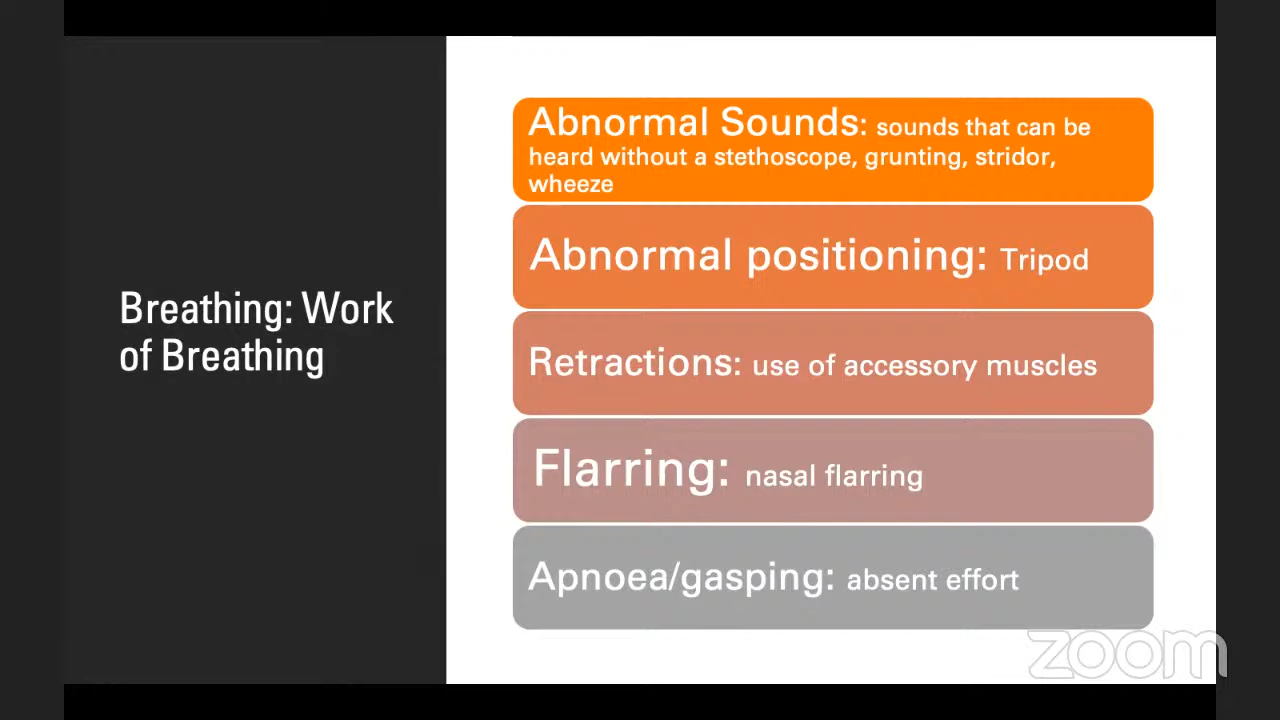 Breathing: Work
of Breathing
Abnormal Sounds: sounds that can be
heard without a stethoscope, grunting, stridor,
wheeze
Abnormal positioning: Tripod
Retractions: use of accessory muscles
Flarring: nasal flarring
Apnoea/gasping: absent effort
zoom